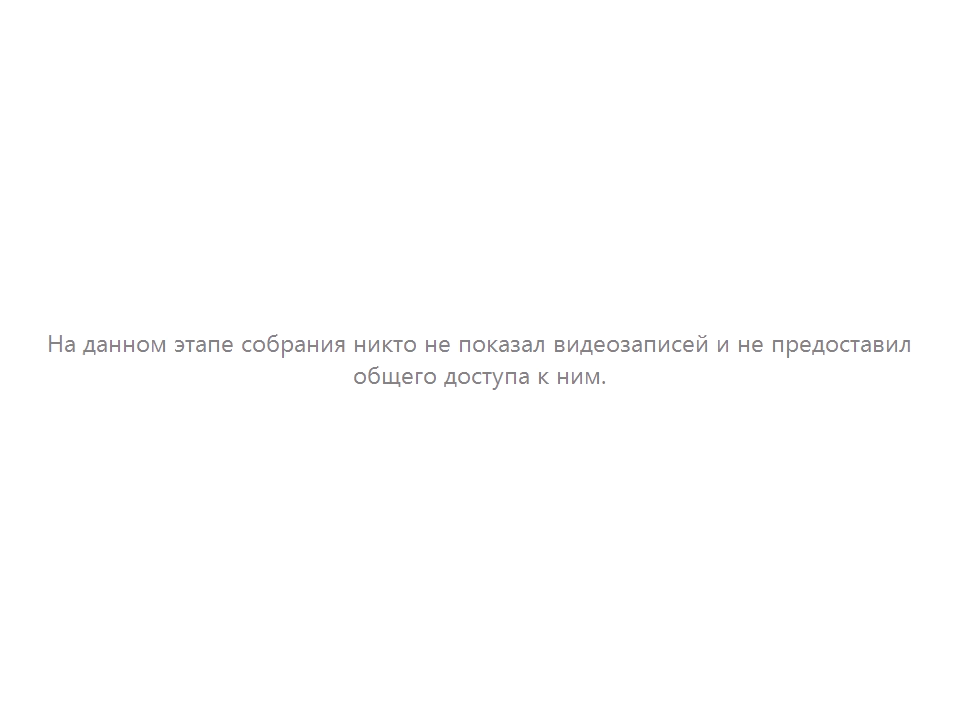 На данном этапе собрания никто не показал видеозаписей и не предоставил
общего доступа к ним.